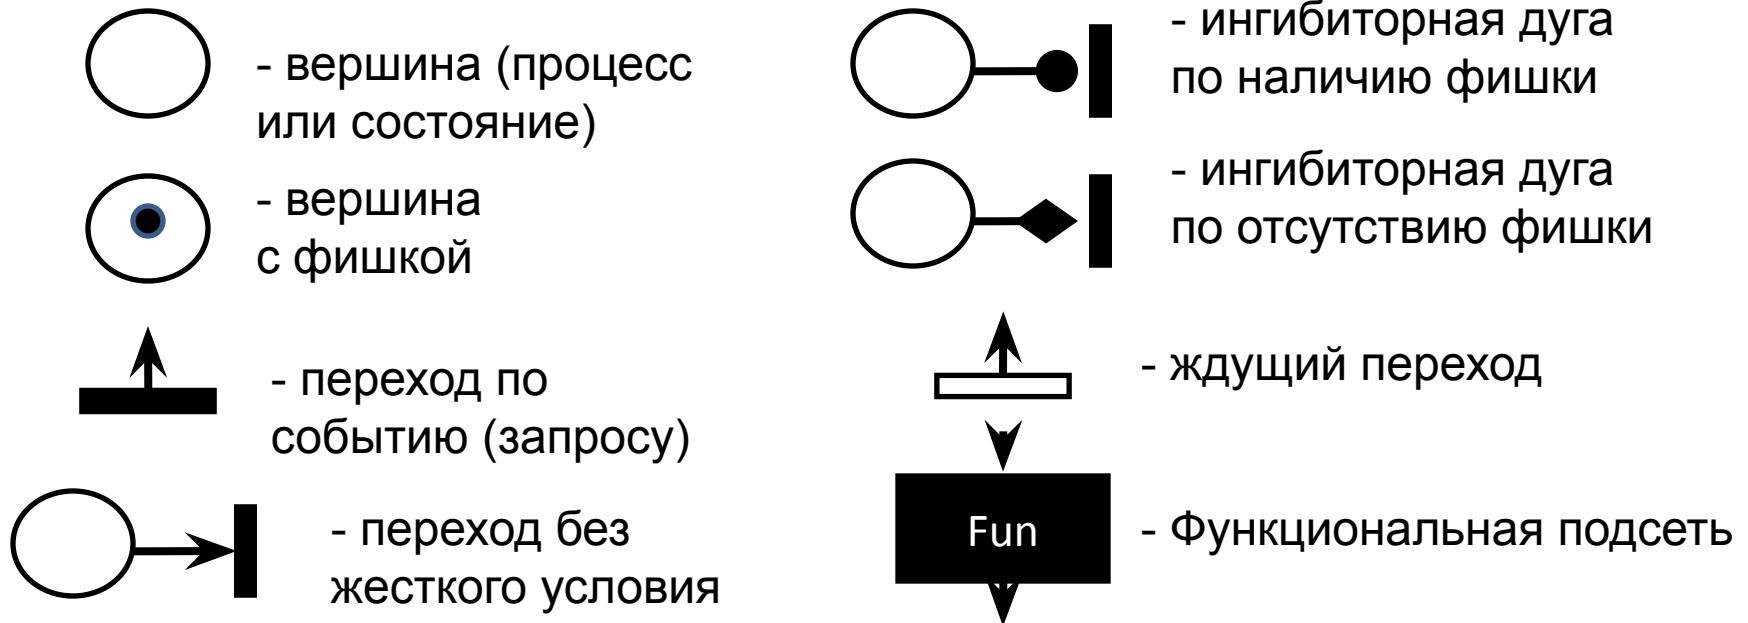 - вершина (процесс
или состояние)
- вершина
с фишкой
- переход по
событию (запросу)
- переход без
жесткого условия
- ингибиторная дуга
по наличию фишки
- ингибиторная дуга
по отсутствию фишки
- ждущий переход
Fun
- Функциональная подсеть